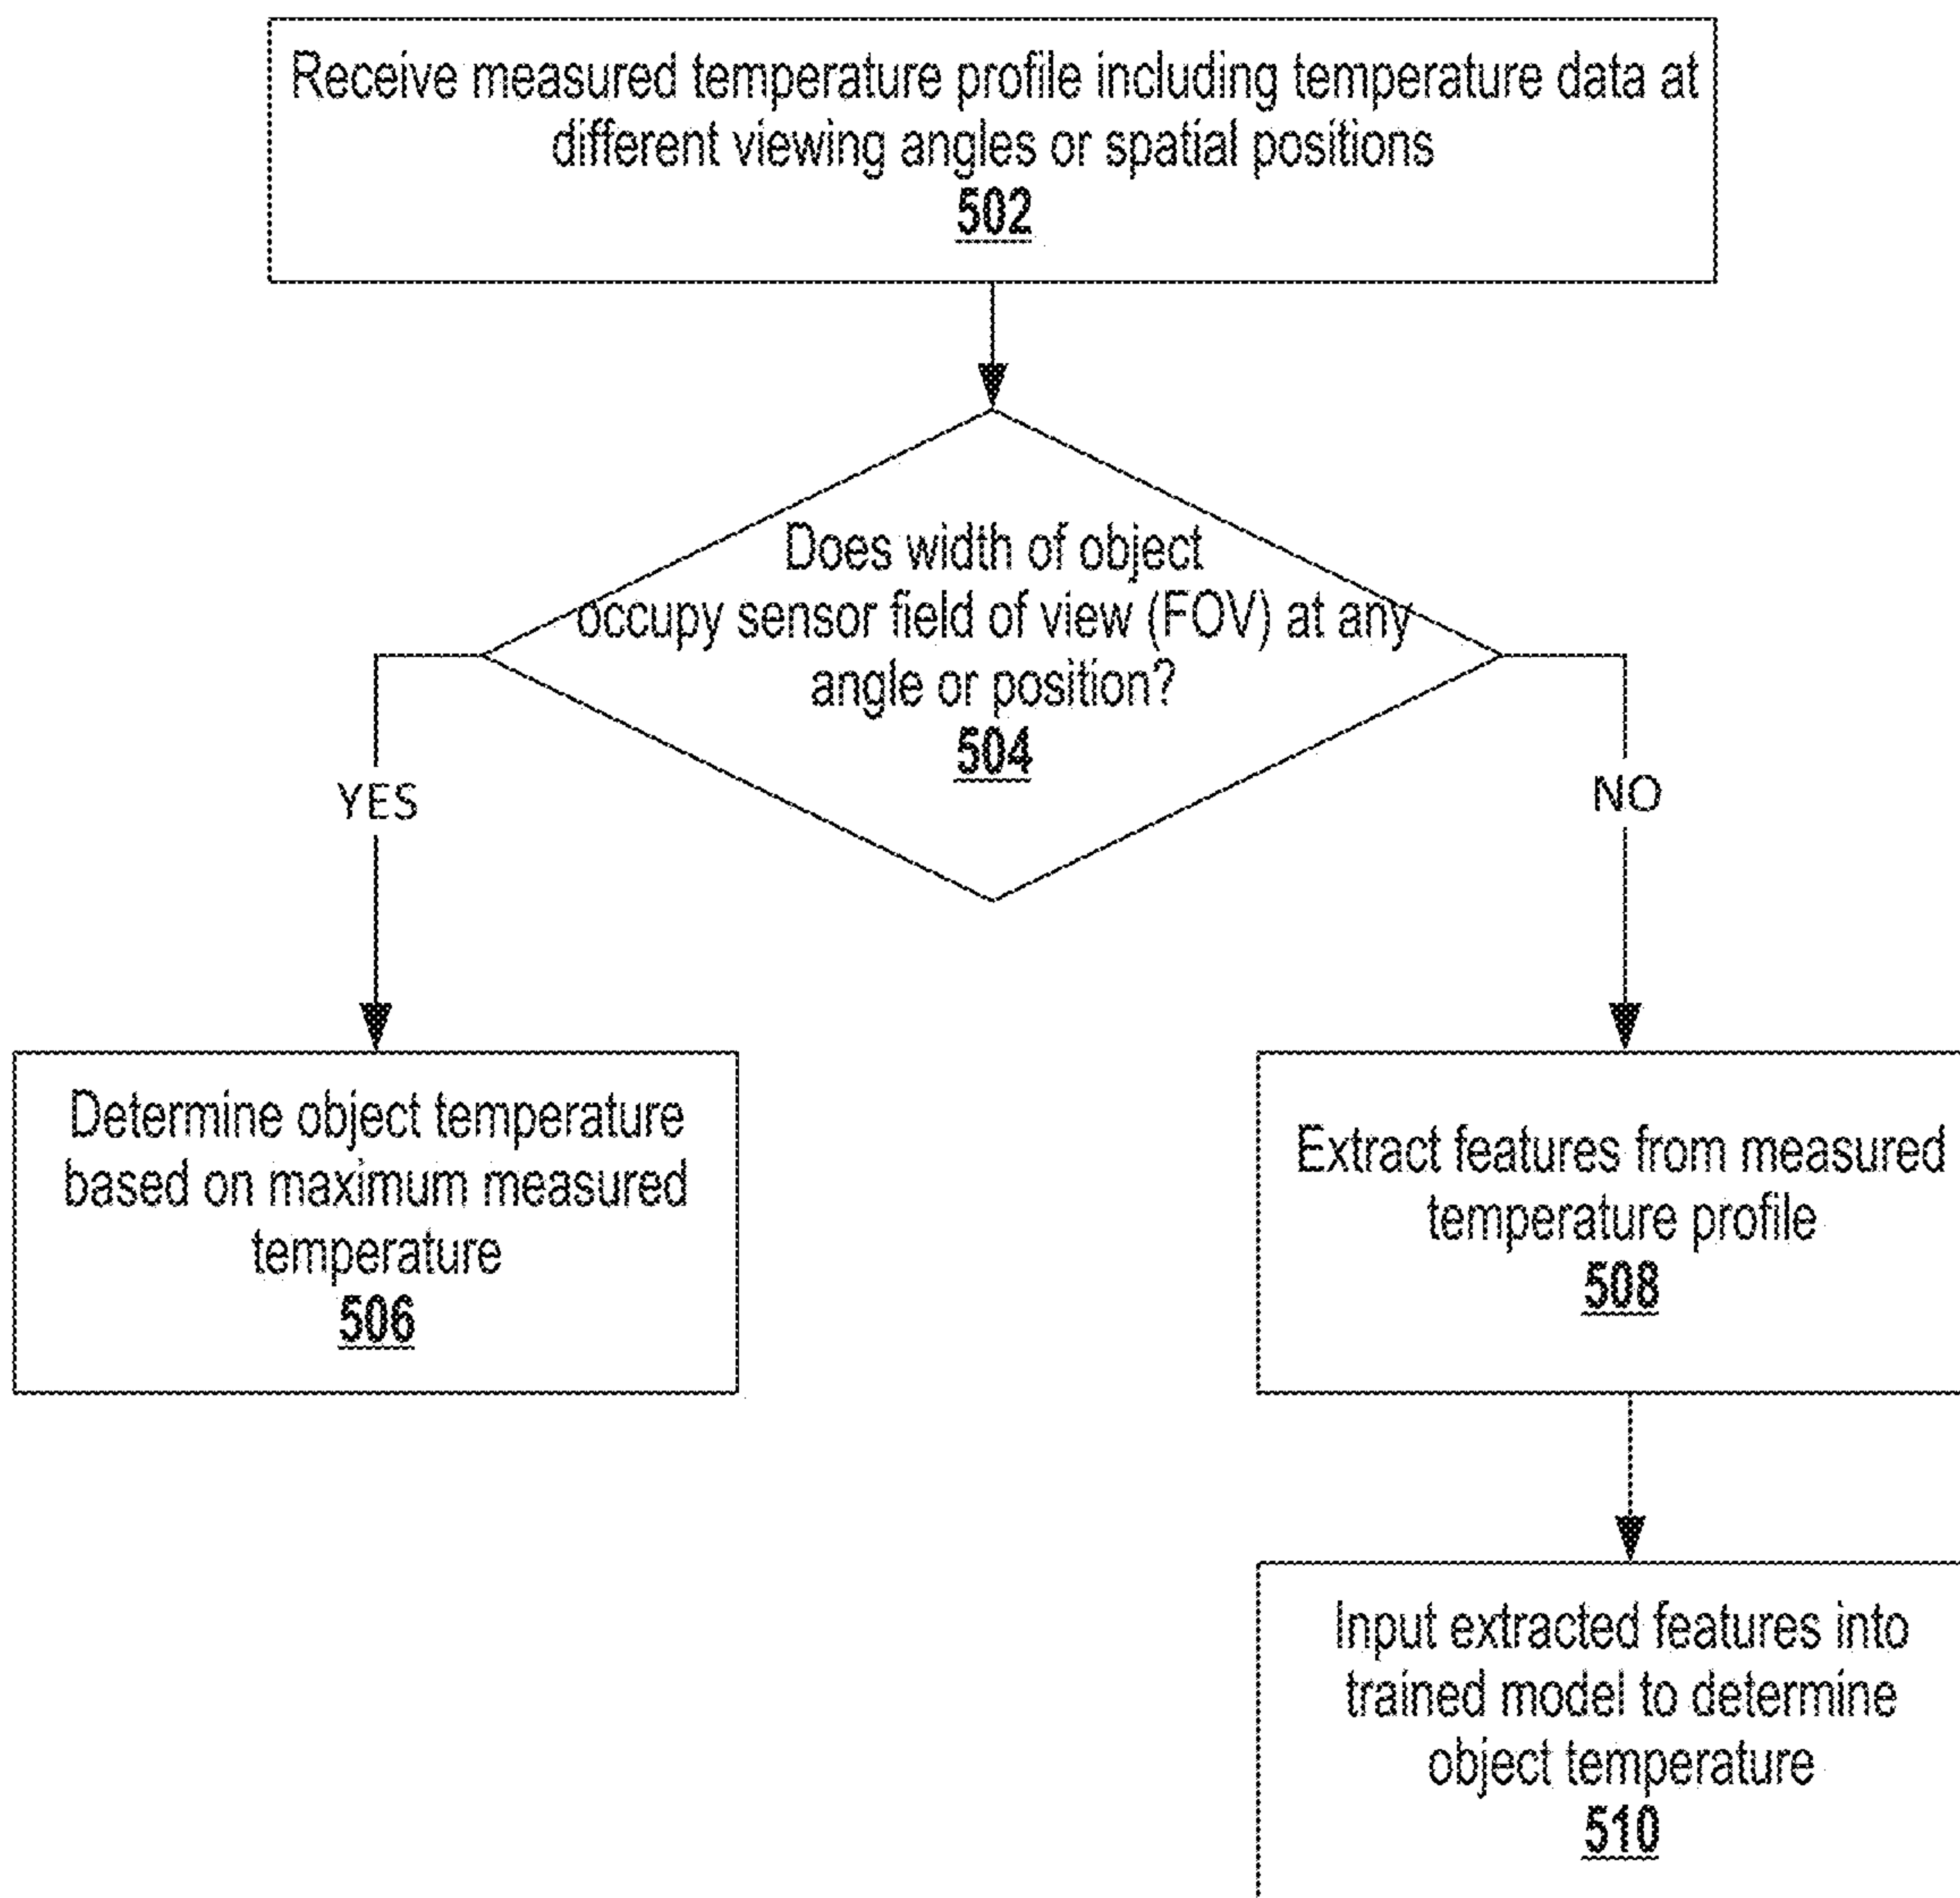 Receive measured temperature profile including temperature data at
different viewing angles or spatial positions
502
Does width of object
occupy sensor field of view (FOV) at any
angle or position?
504
YES
NO
Determine object temperature
based on maximum measured
temperature
506
Extract features from measured
temperature profile
508
Input extracted features into
trained model to determine
object temperature
510